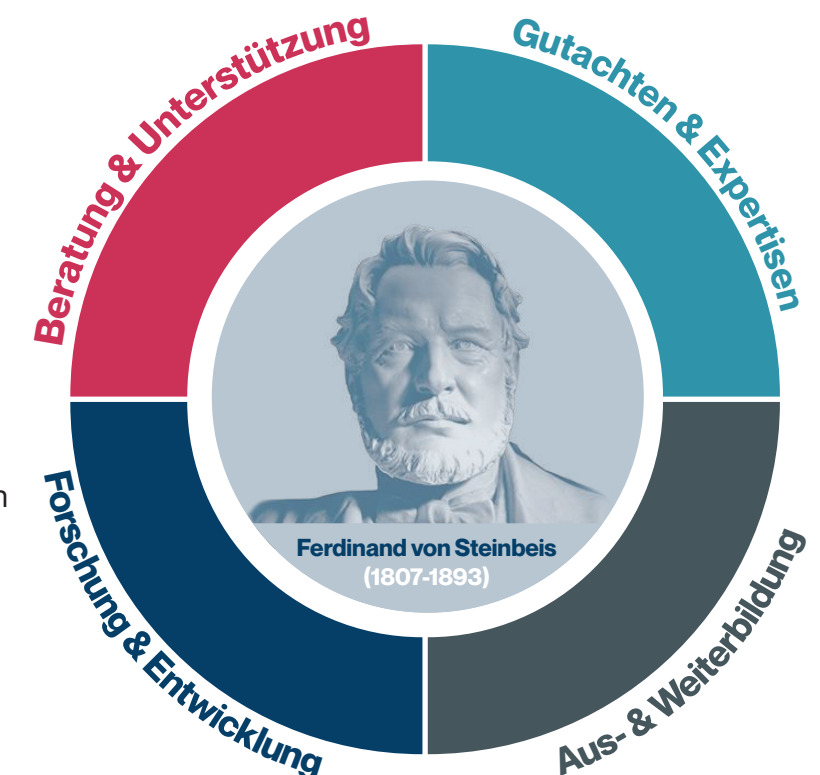 Beratung & Unterstützung
Gutachten & Expertisen
n
Ferdinand von Steinbeis
(1807-1893)
Forschung & Entwicklung
Aus- & Weiterbildung